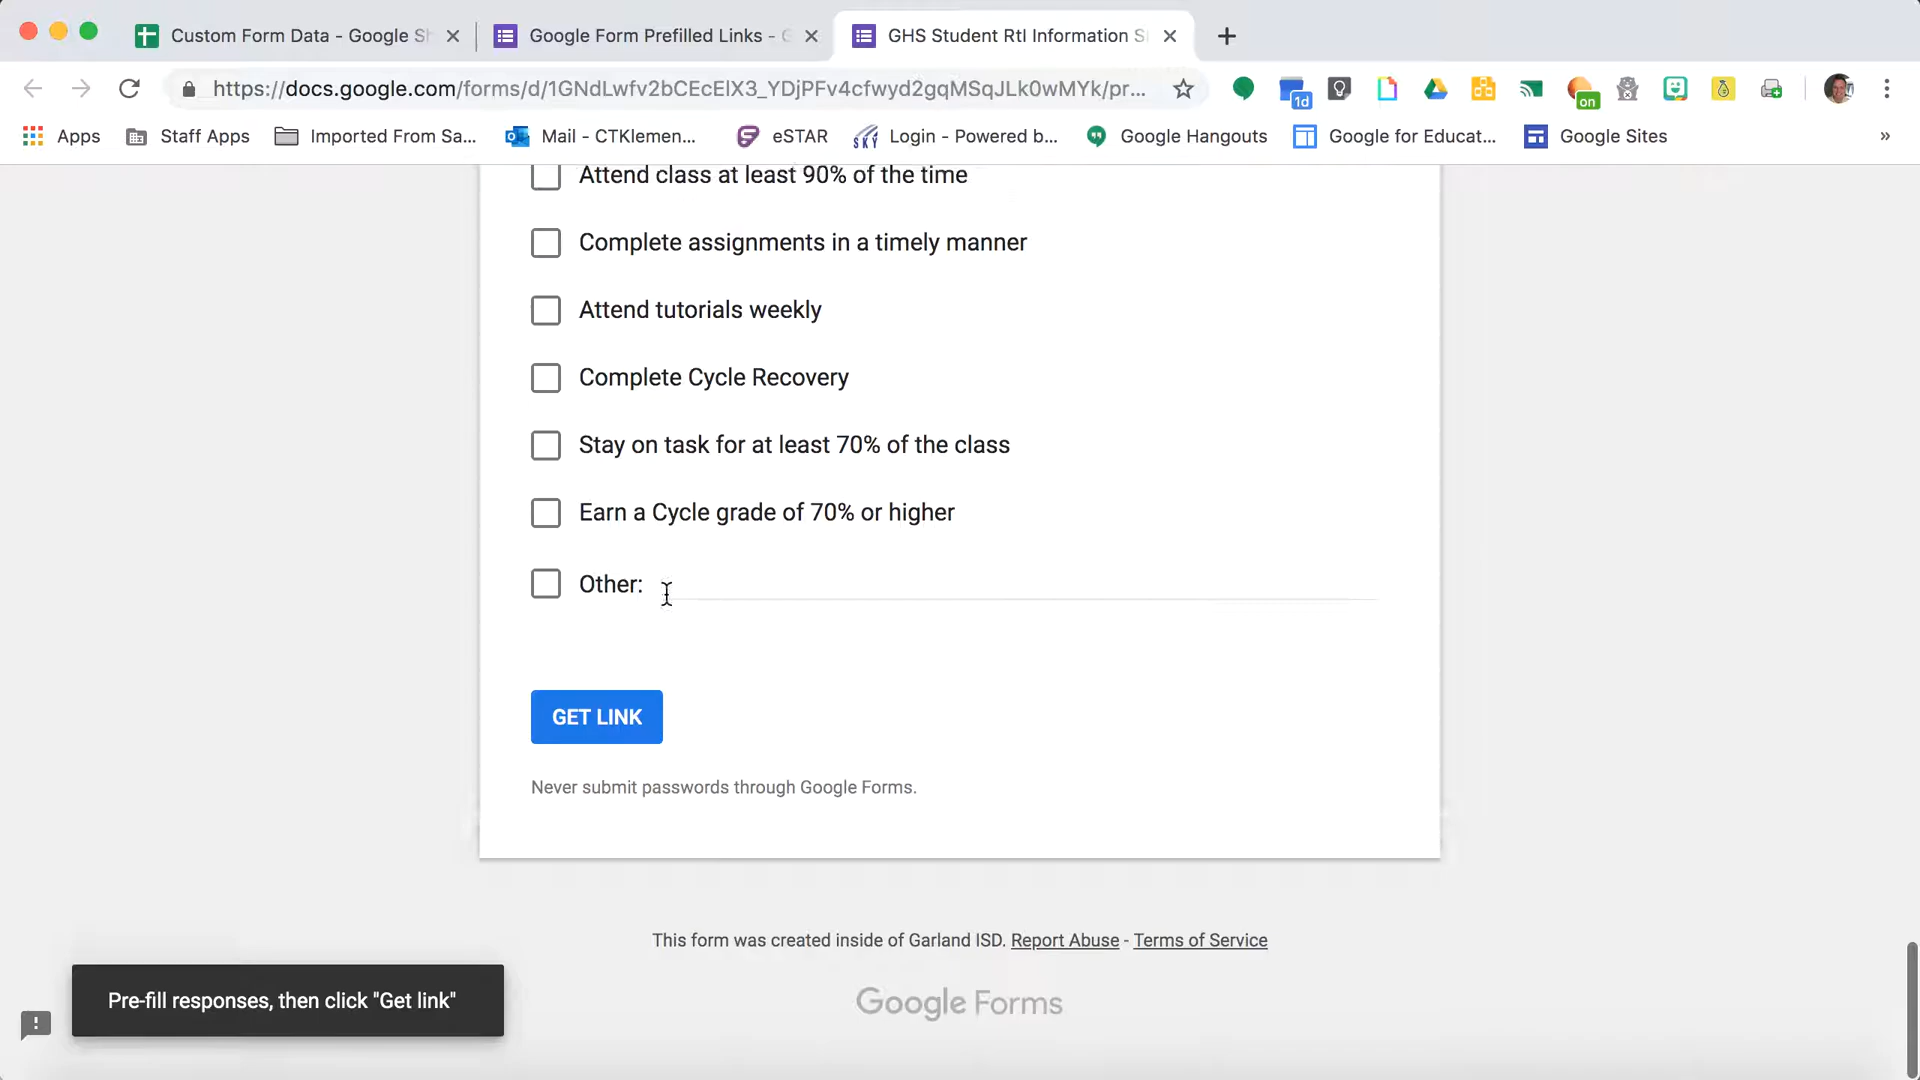 Custom Form Data - Google Sh
Google Form Prefilled Links - G
GHS Student RtI Information S
https://docs.google.com/forms/d/1GNdLwfv2bCEcElX3_YDjPFv4cfwyd2gqMSqJLk0wMYk/pr...
1d
on
Apps
Staff Apps
Imported From Sa...
Mail - CTKlemen...
eSTAR
SKY
Login - Powered b...
Google Hangouts
Google for Educat...
Google Sites
»
Attend class at least 90% of the time
Complete assignments in a timely manner
Attend tutorials weekly
Complete Cycle Recovery
Stay on task for at least 70% of the class
Earn a Cycle grade of 70% or higher
Other:
GET LINK
Never submit passwords through Google Forms.
This form was created inside of Garland ISD. Report Abuse - Terms of Service
Pre-fill responses, then click "Get link"
Google Forms